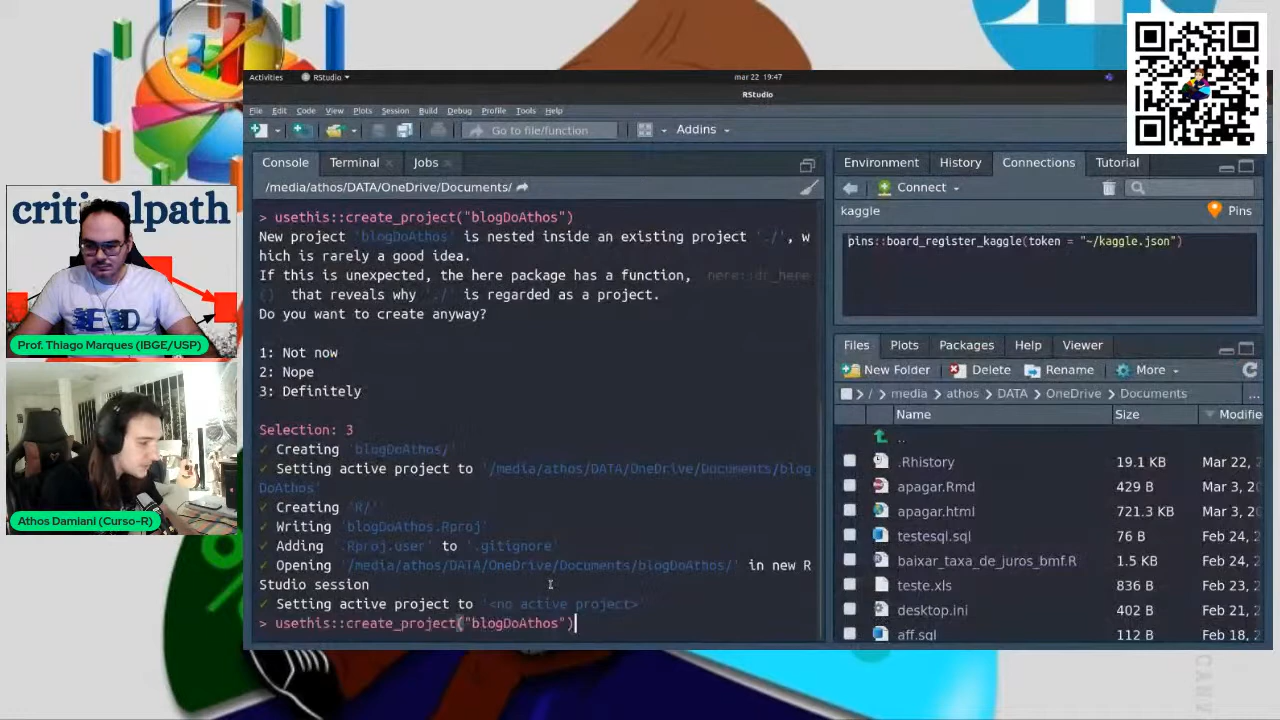 Activities
RStudio
mar 22 19:47
RStudio
File Edit Code View Plots Session Build Debug Profile Tools Help
Go to file/function
Addins
Console Terminal Jobs
/media/athos/DATA/OneDrive/Documents/
> usethis::create_project("blogDoAthos")
New project 'blogDoAthos' is nested inside an existing project './', w
hich is rarely a good idea.
If this is unexpected, the here package has a function,
() that reveals why './' is regarded as a project.
Do you want to create anyway?
1: Not now
2: Nope
3: Definitely
Selection: 3
✓ Creating 'blogDoAthos/'
✓ Setting active project to '/media/athos/DATA/OneDrive/Documents/blog
DoAthos'
✓ Creating 'R/'
✓ Writing 'blogDoAthos.Rproj'
✓ Adding '.Rproj.user' to '.gitignore'
✓ Opening '/media/athos/DATA/OneDrive/Documents/blogDoAthos/' in new R
Studio session
✓ Setting active project to '<no active project>'
> usethis::create_project("blogDoAthos")
Environment History Connections Tutorial
Connect
kaggle
Pins
pins::board_register_kaggle(token = "~/kaggle.json")
Files Plots Packages Help Viewer
New Folder Delete Rename More
/ media athos DATA OneDrive Documents ...
Name Size Modifie
..
.Rhistory 19.1 KB Mar 22,
apagar.Rmd 429 B Mar 3, 20
apagar.html 721.3 KB Mar 3, 20
testesql.sql 76 B Feb 24,
baixar_taxa_de_juros_bmf.R 1.5 KB Feb 24,
teste.xls 836 B Feb 23,
desktop.ini 402 B Feb 24,
aff.sql 112 B Feb 18,
Prof. Thiago Marques (IBGE/USP)
Athos Damiani (Curso-R)